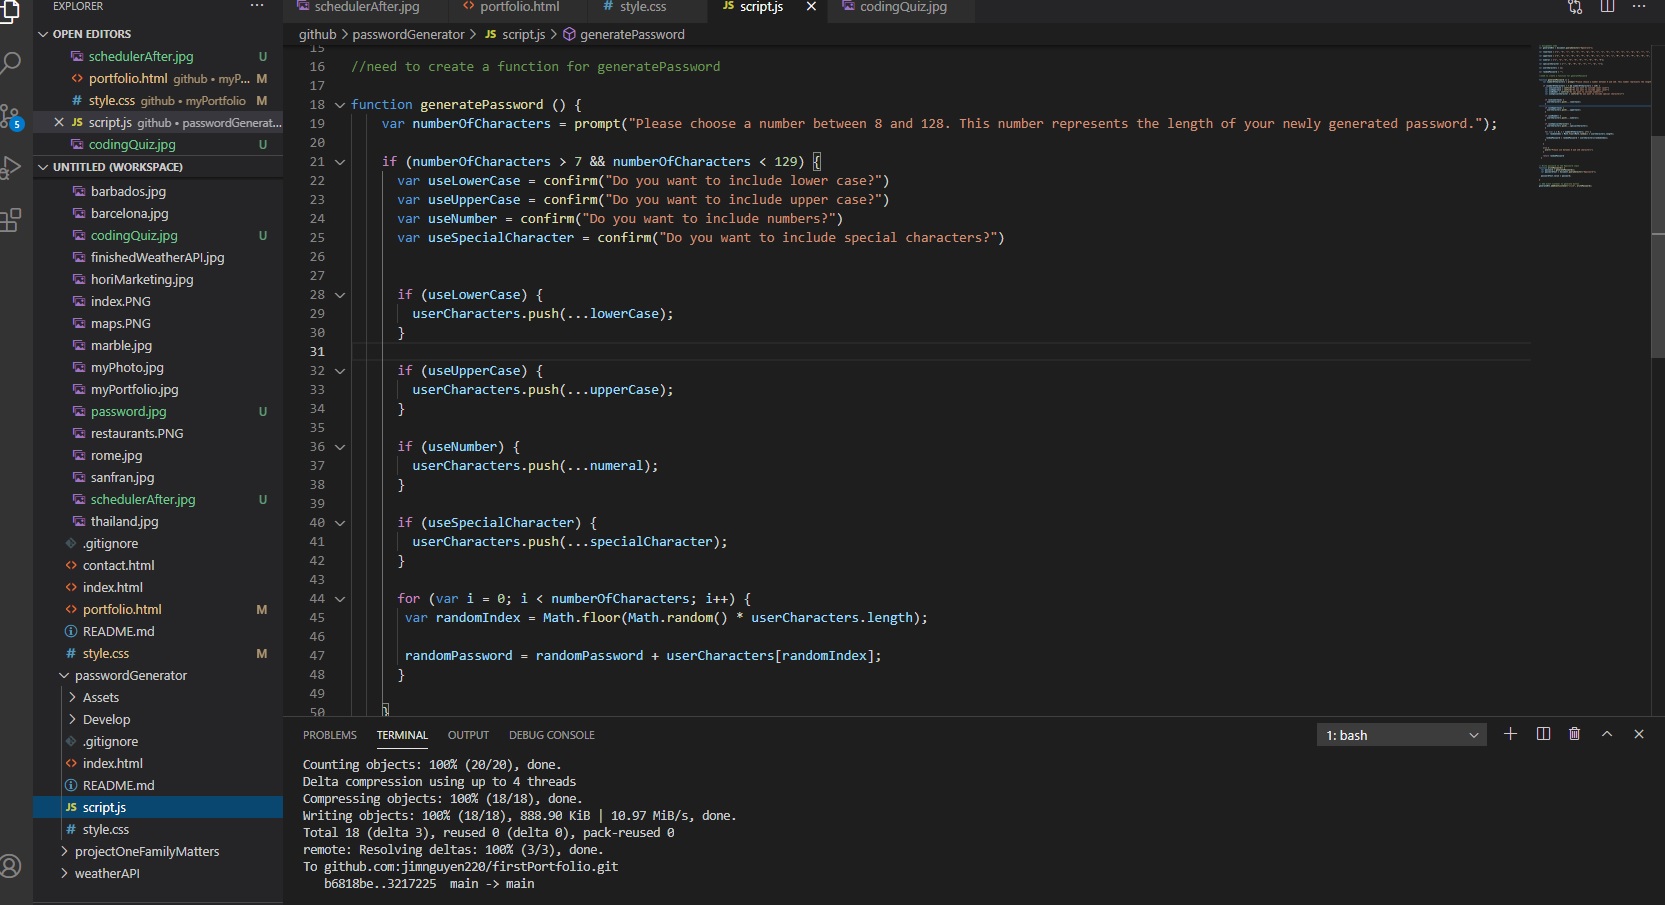 EXPLORER ···
schedulerAfter.jpg <> portfolio.html # style.css JS script.js × codingQuiz.jpg ···
OPEN EDITORS
schedulerAfter.jpg U
<> portfolio.html github • myP... M
# style.css github • myPortfolio M
× JS script.js github • passwordGenerat...
codingQuiz.jpg U
UNTITLED (WORKSPACE)
barbados.jpg
barcelona.jpg
codingQuiz.jpg U
finishedWeatherAPI.jpg
horiMarketing.jpg
index.PNG
maps.PNG
marble.jpg
myPhoto.jpg
myPortfolio.jpg
password.jpg U
restaurants.PNG
rome.jpg
sanfran.jpg
schedulerAfter.jpg U
thailand.jpg
.gitignore
<> contact.html
<> index.html
<> portfolio.html M
README.md
# style.css M
passwordGenerator
> Assets
> Develop
.gitignore
<> index.html
README.md
JS script.js
# style.css
> projectOneFamilyMatters
> weatherAPI
5
github > passwordGenerator > JS script.js > generatePassword
15
16 //need to create a function for generatePassword
17
18 function generatePassword () {
19 var numberOfCharacters = prompt("Please choose a number between 8 and 128. This number represents the length of your newly generated password.");
20
21 if (numberOfCharacters > 7 && numberOfCharacters < 129) {
22 var useLowerCase = confirm("Do you want to include lower case?")
23 var useUpperCase = confirm("Do you want to include upper case?")
24 var useNumber = confirm("Do you want to include numbers?")
25 var useSpecialCharacter = confirm("Do you want to include special characters?")
26
27
28 if (useLowerCase) {
29 userCharacters.push(...lowerCase);
30 }
31
32 if (useUpperCase) {
33 userCharacters.push(...upperCase);
34 }
35
36 if (useNumber) {
37 userCharacters.push(...numeral);
38 }
39
40 if (useSpecialCharacter) {
41 userCharacters.push(...specialCharacter);
42 }
43
44 for (var i = 0; i < numberOfCharacters; i++) {
45 var randomIndex = Math.floor(Math.random() * userCharacters.length);
46
47 randomPassword = randomPassword + userCharacters[randomIndex];
48 }
49
50 }
PROBLEMS TERMINAL OUTPUT DEBUG CONSOLE 1: bash
Counting objects: 100% (20/20), done.
Delta compression using up to 4 threads
Compressing objects: 100% (18/18), done.
Writing objects: 100% (18/18), 888.90 KiB | 10.97 MiB/s, done.
Total 18 (delta 3), reused 0 (delta 0), pack-reused 0
remote: Resolving deltas: 100% (3/3), done.
To github.com:jimnguyen220/firstPortfolio.git
b6818be..3217225 main -> main